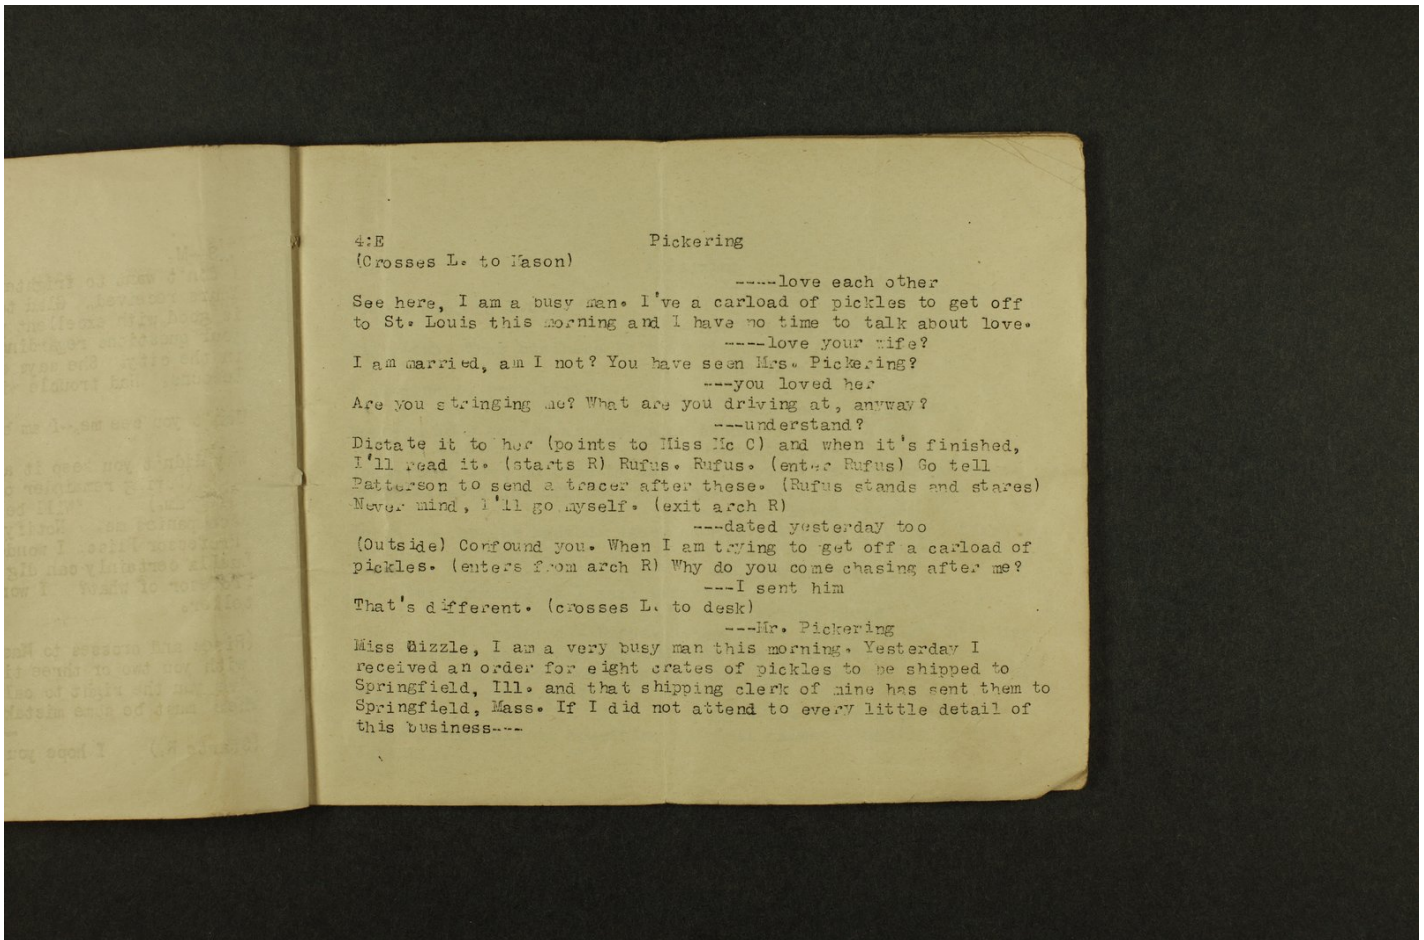 4:E Pickering
(Crosses L. to Mason)
----love each other
See here, I am a busy man. I've a carload of pickles to get off
to St. Louis this morning and I have no time to talk about love.
----love your wife?
I am married, am I not? You have seen Mrs. Pickering?
---you loved her
Are you stringing me? What are you driving at, anyway?
---understand?
Dictate it to her (points to Miss Mc C) and when it's finished,
I'll read it. (starts R) Rufus. Rufus. (enter Rufus) Go tell
Patterson to send a tracer after these. (Rufus stands and stares)
Never mind, I'll go myself. (exit arch R)
---dated yesterday too
(Outside) Confound you. When I am trying to get off a carload of
pickles. (enters from arch R) Why do you come chasing after me?
---I sent him
That's different. (crosses L. to desk)
---Mr. Pickering
Miss Mizzle, I am a very busy man this morning. Yesterday I
received an order for eight crates of pickles to be shipped to
Springfield, Ill. and that shipping clerk of mine has sent them to
Springfield, Mass. If I did not attend to every little detail of
this business----